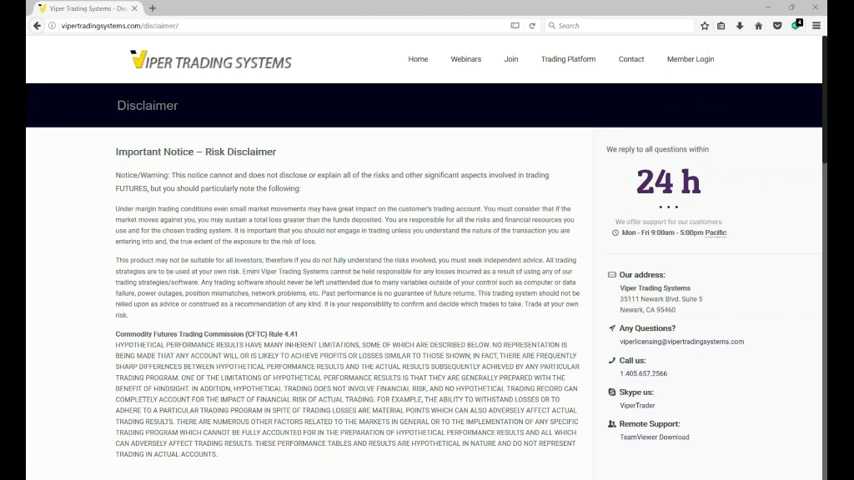 Viper Trading Systems - Dis
vipertradingsystems.com/disclaimer/
Search
4
VIPER TRADING SYSTEMS
Home
Webinars
Join
Trading Platform
Contact
Member Login
Disclaimer
Important Notice – Risk Disclaimer
Notice/Warning: This notice cannot and does not disclose or explain all of the risks and other significant aspects involved in trading
FUTURES, but you should particularly note the following:
Under margin trading conditions even small market movements may have great impact on the customer's trading account. You must consider that if the
market moves against you, you may sustain a total loss greater than the funds deposited. You are responsible for all the risks and financial resources you
use and for the chosen trading system. It is important that you should not engage in trading unless you understand the nature of the transaction you are
entering into and, the true extent of the exposure to the risk of loss.
This product may not be suitable for all investors; therefore if you do not fully understand the risks involved, you must seek independent advice. All trading
strategies are to be used at your own risk. Emini Viper Trading Systems cannot be held responsible for any losses incurred as a result of using any of our
trading strategies/software. Any trading software should never be left unattended due to many variables outside of your control such as computer or data
failure, power outages, position mismatches, network problems, etc. Past performance is no guarantee of future returns. This trading system should not be
relied upon as advice or construed as a recommendation of any kind. It is your responsibility to confirm and decide which trades to take. Trade at your own
risk.
Commodity Futures Trading Commission (CFTC) Rule 4.41
HYPOTHETICAL PERFORMANCE RESULTS HAVE MANY INHERENT LIMITATIONS, SOME OF WHICH ARE DESCRIBED BELOW. NO REPRESENTATION IS
BEING MADE THAT ANY ACCOUNT WILL OR IS LIKELY TO ACHIEVE PROFITS OR LOSSES SIMILAR TO THOSE SHOWN; IN FACT, THERE ARE FREQUENTLY
SHARP DIFFERENCES BETWEEN HYPOTHETICAL PERFORMANCE RESULTS AND THE ACTUAL RESULTS SUBSEQUENTLY ACHIEVED BY ANY PARTICULAR
TRADING PROGRAM. ONE OF THE LIMITATIONS OF HYPOTHETICAL PERFORMANCE RESULTS IS THAT THEY ARE GENERALLY PREPARED WITH THE
BENEFIT OF HINDSIGHT. IN ADDITION, HYPOTHETICAL TRADING DOES NOT INVOLVE FINANCIAL RISK, AND NO HYPOTHETICAL TRADING RECORD CAN
COMPLETELY ACCOUNT FOR THE IMPACT OF FINANCIAL RISK OF ACTUAL TRADING. FOR EXAMPLE, THE ABILITY TO WITHSTAND LOSSES OR TO
ADHERE TO A PARTICULAR TRADING PROGRAM IN SPITE OF TRADING LOSSES ARE MATERIAL POINTS WHICH CAN ALSO ADVERSELY AFFECT ACTUAL
TRADING RESULTS. THERE ARE NUMEROUS OTHER FACTORS RELATED TO THE MARKETS IN GENERAL OR TO THE IMPLEMENTATION OF ANY SPECIFIC
TRADING PROGRAM WHICH CANNOT BE FULLY ACCOUNTED FOR IN THE PREPARATION OF HYPOTHETICAL PERFORMANCE RESULTS AND ALL WHICH
CAN ADVERSELY AFFECT TRADING RESULTS. THESE PERFORMANCE TABLES AND RESULTS ARE HYPOTHETICAL IN NATURE AND DO NOT REPRESENT
TRADING IN ACTUAL ACCOUNTS.
We reply to all questions within
24 h
We offer support for our customers
Mon - Fri 9:00am - 5:00pm Pacific
Our address:
Viper Trading Systems
35111 Newark Blvd. Suite 5
Newark, CA 95460
Any Questions?
viperlicensing@vipertradingsystems.com
Call us:
1.405.657.2566
Skype us:
ViperTrader
Remote Support:
TeamViewer Download